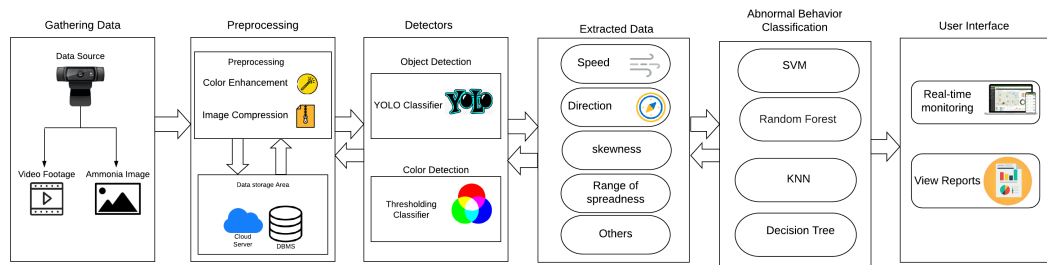 Gathering Data
Data Source
Video Footage
Ammonia Image
Preprocessing
Preprocessing
Color Enhancement
Image Compression
Data storage Area
Cloud
Server
DBMS
Detectors
Object Detection
YOLO Classifier
YOLO
Color Detection
Thresholding
Classifier
Extracted Data
Speed
Direction
skewness
Range of
spreadness
Others
Abnormal Behavior
Classification
SVM
Random Forest
KNN
Decision Tree
User Interface
Real-time
monitoring
View Reports